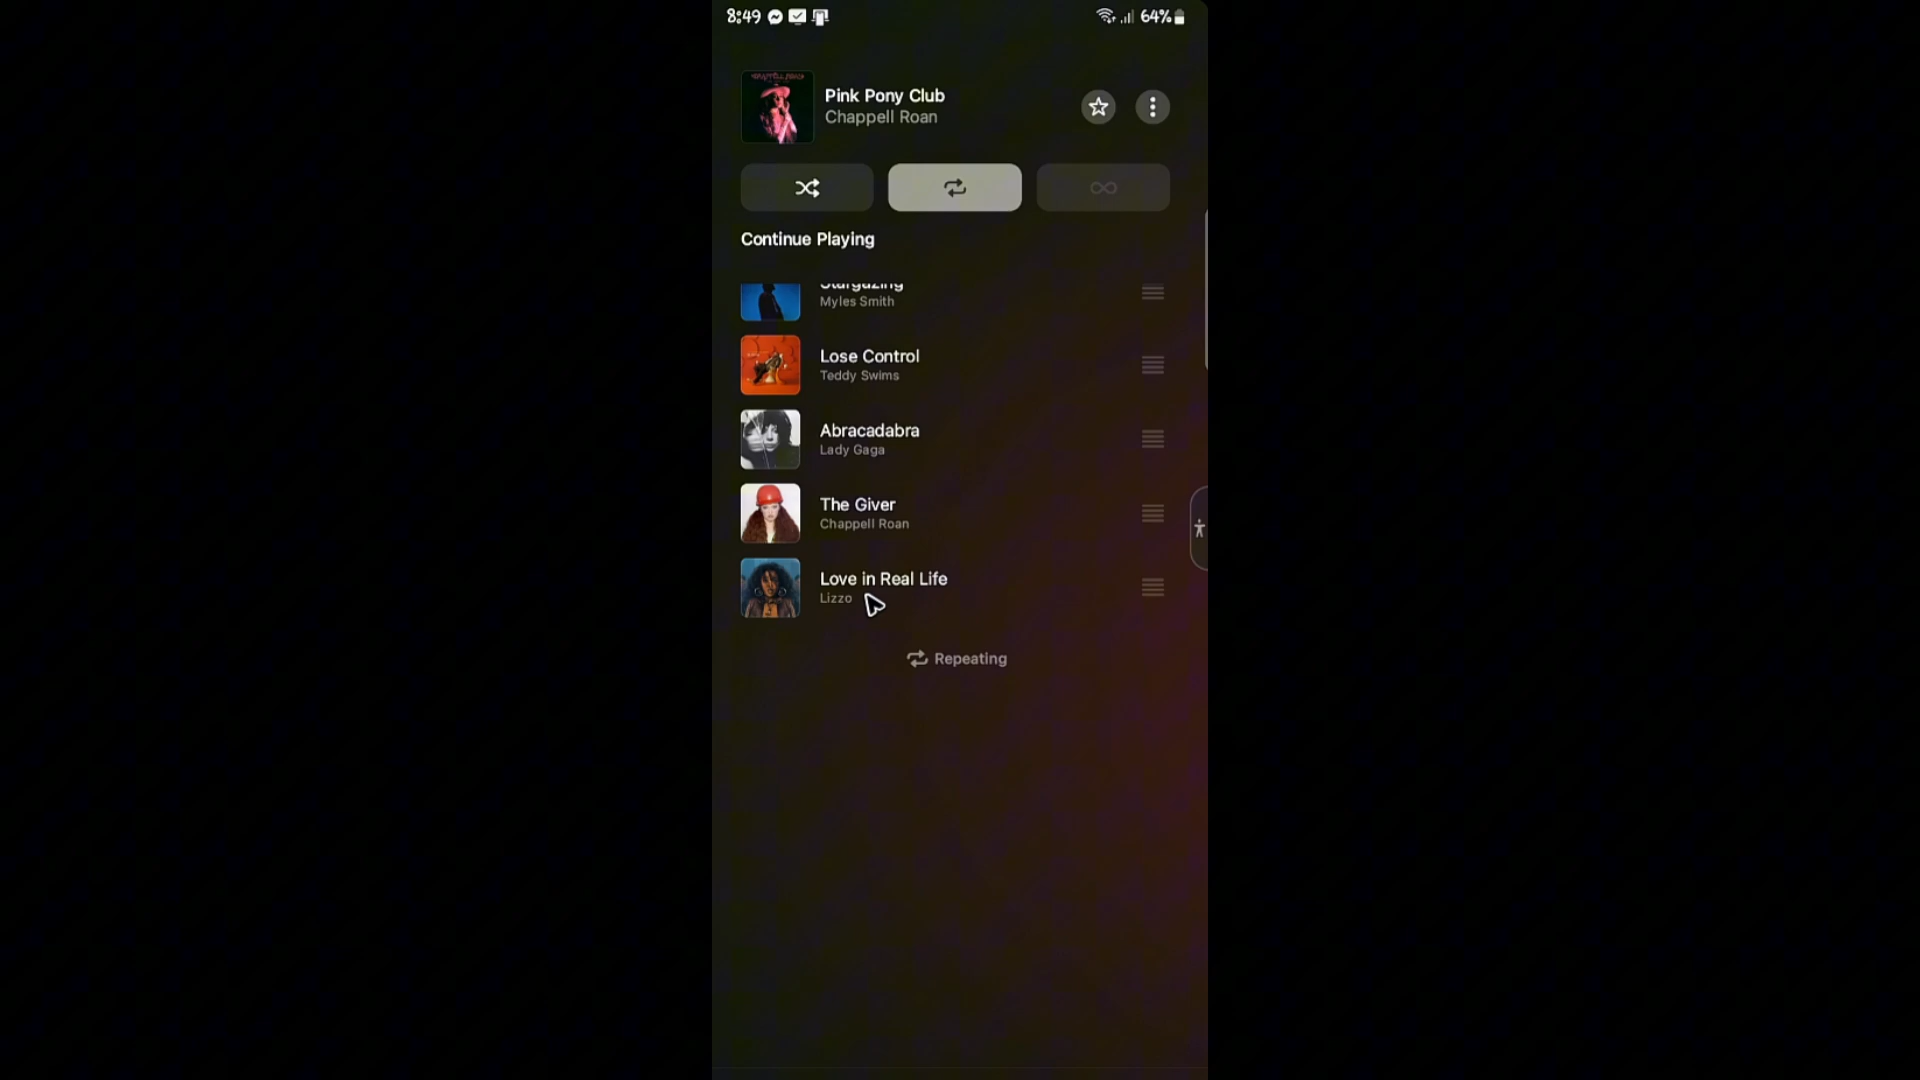 8:49
64%
Pink Pony Club
Chappell Roan
Continue Playing
Stargazing
Myles Smith
Lose Control
Teddy Swims
Abracadabra
Lady Gaga
The Giver
Chappell Roan
Love in Real Life
Lizzo
Repeating